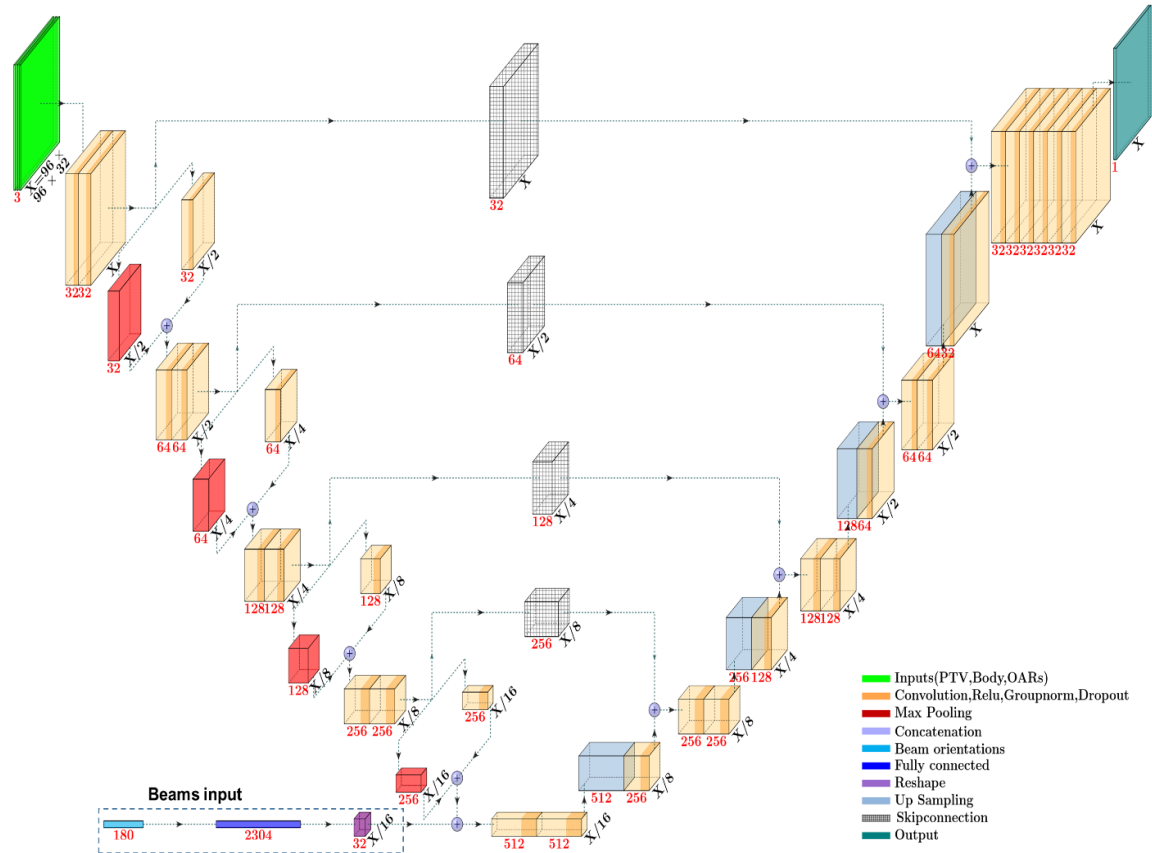 3
X=96 ×
96 × 32
3232
X
32
X/2
32
X
32
X/2
64 64
X/2
64
X/4
64
X/2
64
X/4
128128
X/4
128
X/8
128
X/4
128
X/8
256 256
X/8
256
X/16
256
X/8
256
X/16
Beams input
180
2304
32
X/16
512 512
X/16
512 256
X/8
256 256
X/8
256 128
X/4
128128
X/4
12864
X/2
64 64
X/2
6432
X
323232323232
X
1
X
Inputs(PTV,Body,OARs)
Convolution,Relu,Groupnorm,Dropout
Max Pooling
Concatenation
Beam orientations
Fully connected
Reshape
Up Sampling
Skipconnection
Output